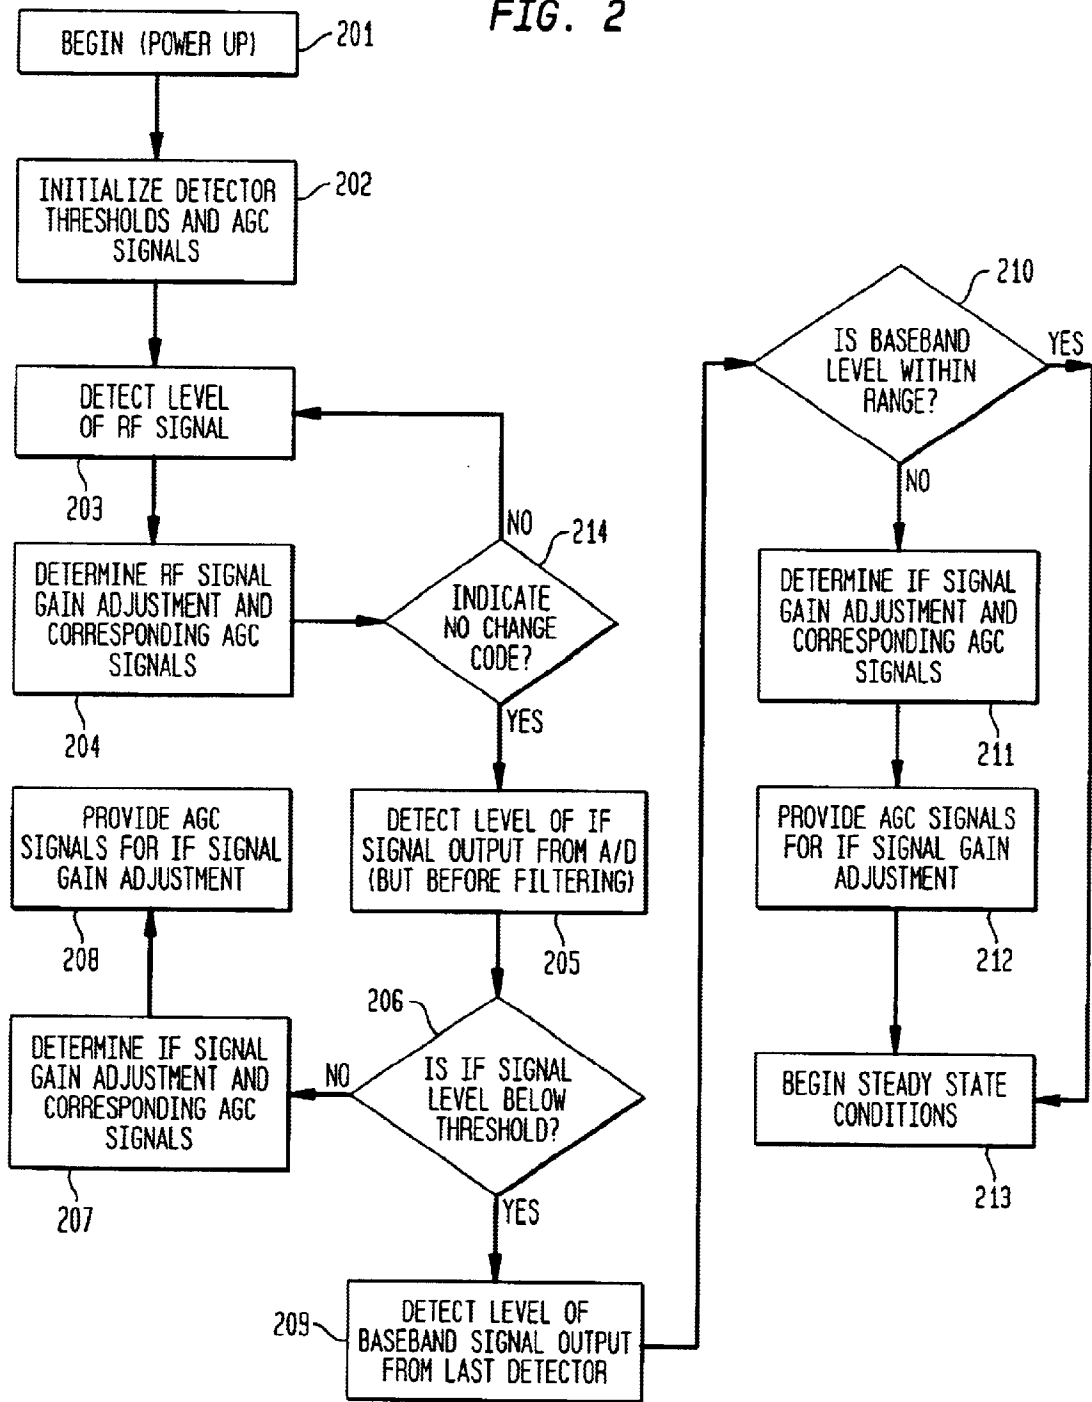 FIG. 2
BEGIN (POWER UP)
201
INITIALIZE DETECTOR
THRESHOLDS AND AGC
SIGNALS
202
DETECT LEVEL
OF RF SIGNAL
203
DETERMINE RF SIGNAL
GAIN ADJUSTMENT AND
CORRESPONDING AGC
SIGNALS
204
NO
214
INDICATE
NO CHANGE
CODE?
YES
DETECT LEVEL OF IF
SIGNAL OUTPUT FROM A/D
(BUT BEFORE FILTERING)
205
206
IS IF SIGNAL
LEVEL BELOW
THRESHOLD?
NO
DETERMINE IF SIGNAL
GAIN ADJUSTMENT AND
CORRESPONDING AGC
SIGNALS
207
PROVIDE AGC
SIGNALS FOR IF SIGNAL
GAIN ADJUSTMENT
208
YES
209
DETECT LEVEL OF
BASEBAND SIGNAL OUTPUT
FROM LAST DETECTOR
210
IS BASEBAND
LEVEL WITHIN
RANGE?
YES
NO
DETERMINE IF SIGNAL
GAIN ADJUSTMENT AND
CORRESPONDING AGC
SIGNALS
211
PROVIDE AGC SIGNALS
FOR IF SIGNAL GAIN
ADJUSTMENT
212
BEGIN STEADY STATE
CONDITIONS
213